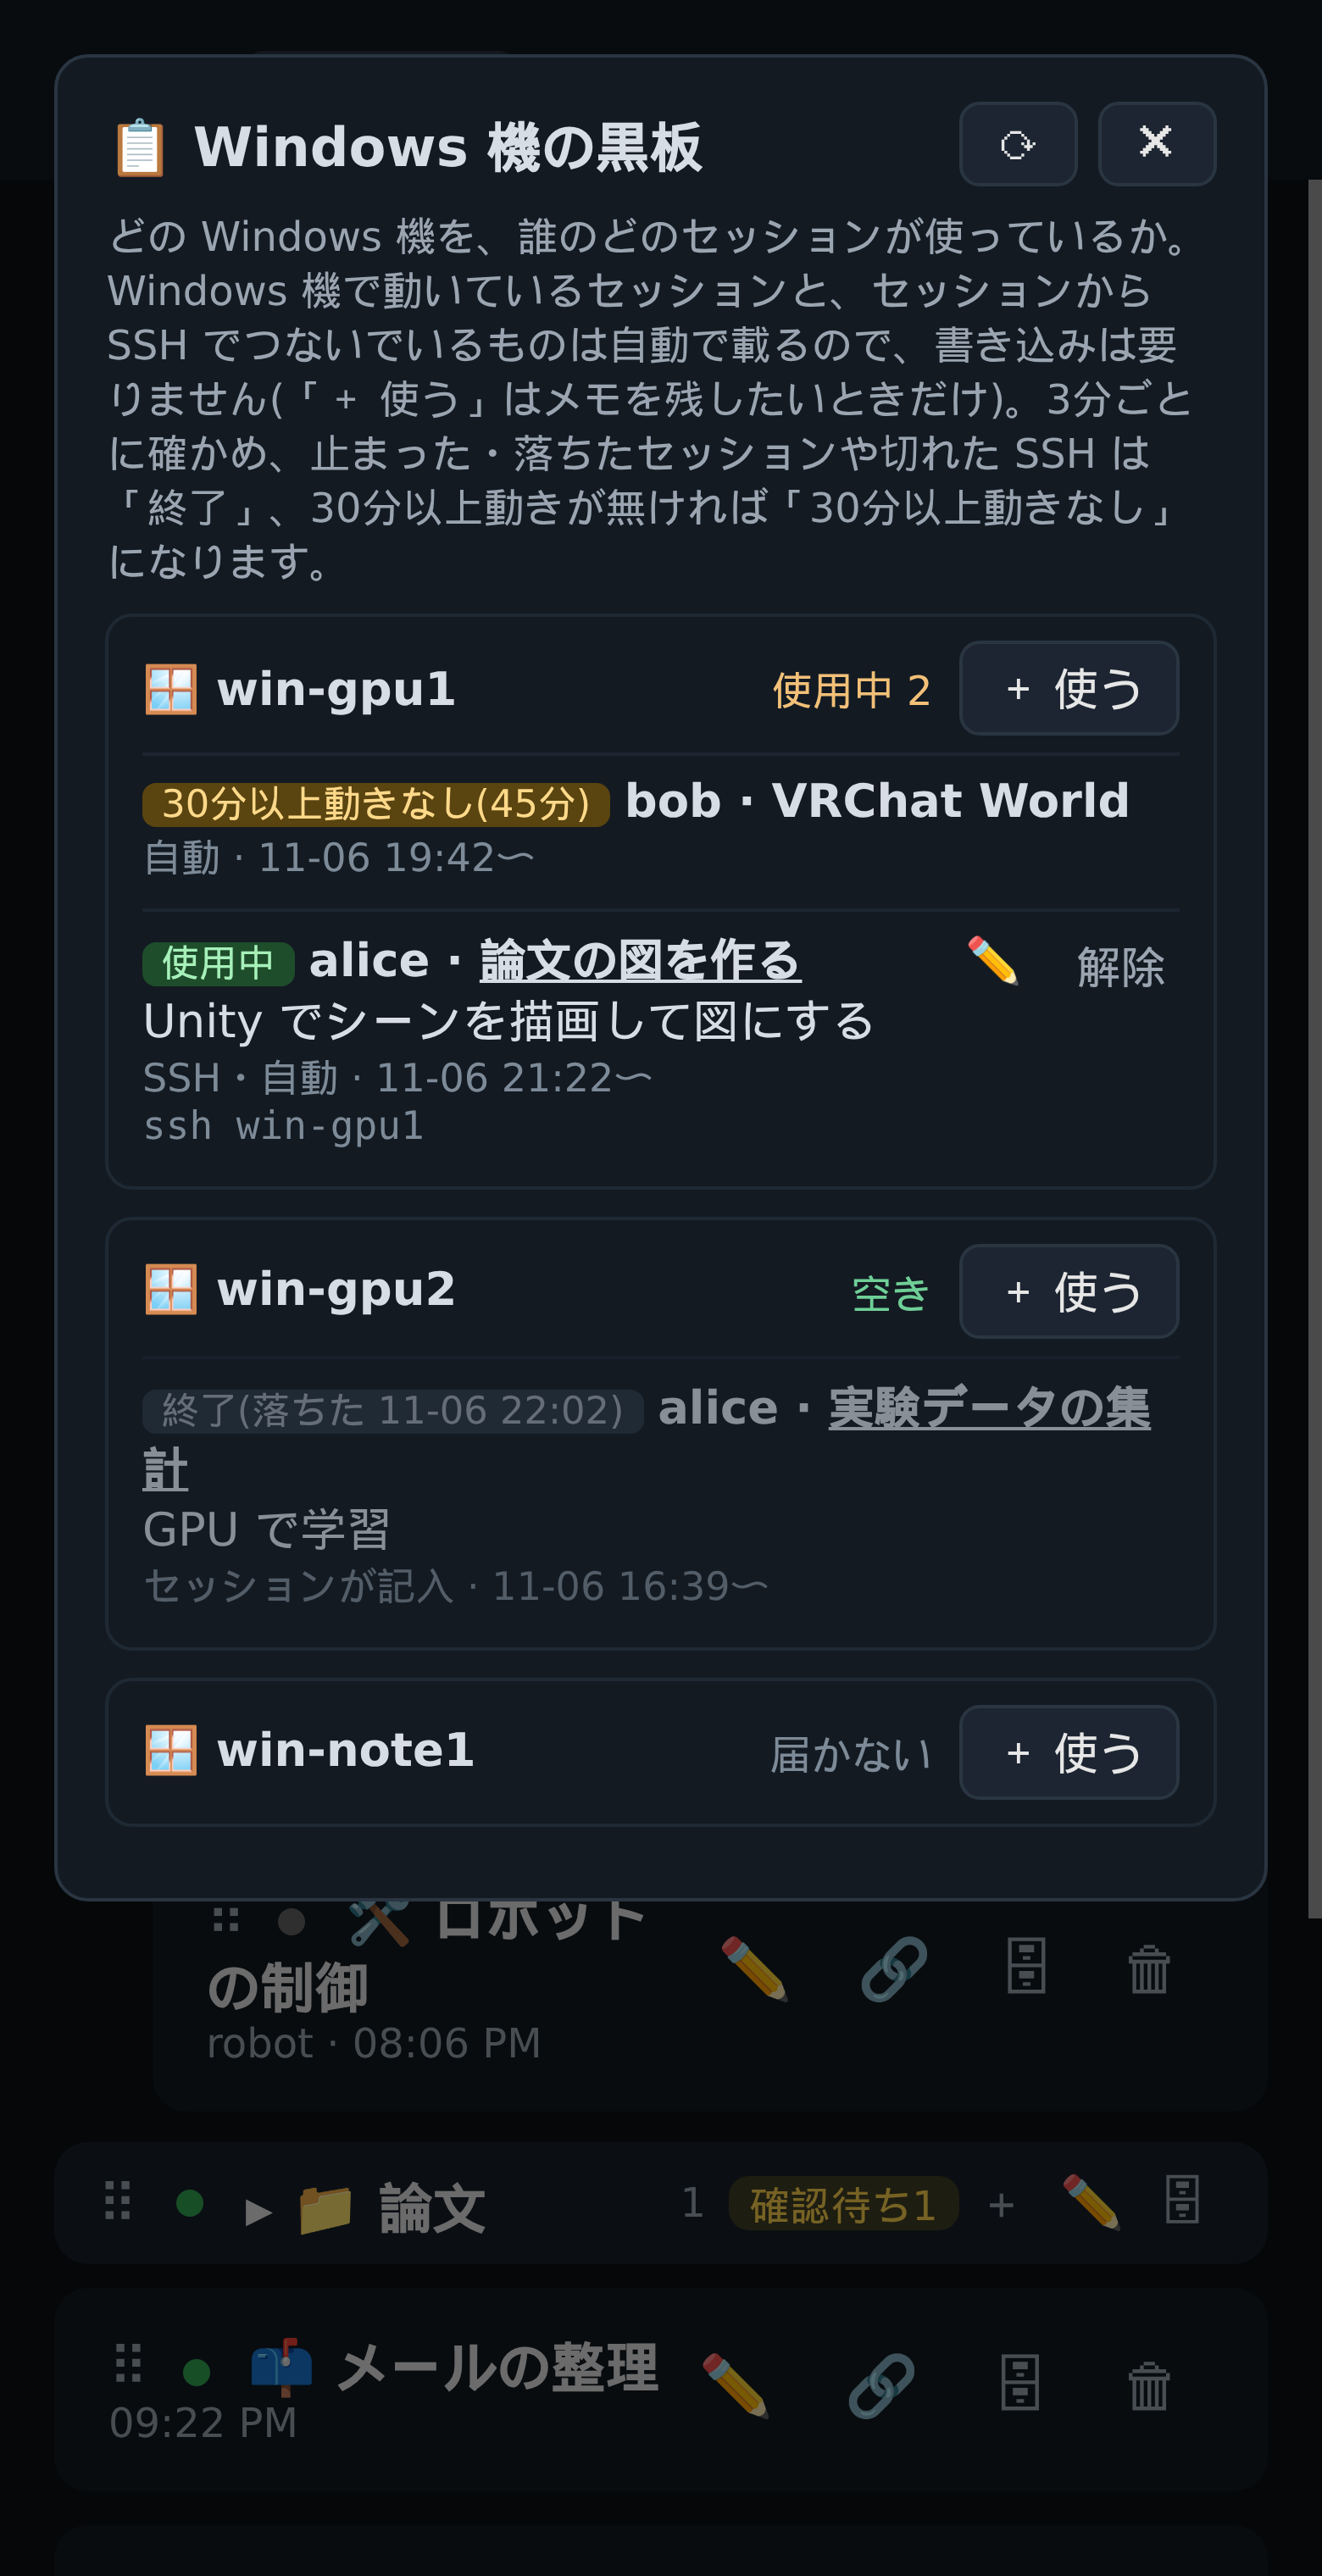 📋 Windows 機の黒板
どの Windows 機を、誰のどのセッションが使っているか。
Windows 機で動いているセッションと、セッションから
SSH でつないでいるものは自動で載るので、書き込みは要
りません(「 + 使う」はメモを残したいときだけ)。3分ごと
に確かめ、止まった・落ちたセッションや切れた SSH は
「終了」、30分以上動きが無ければ「30分以上動きなし」
になります。
win-gpu1 使用中 2 + 使う
30分以上動きなし(45分) bob · VRChat World
自動 · 11-06 19:42〜
使用中 alice · 論文の図を作る 解除
Unity でシーンを描画して図にする
SSH・自動 · 11-06 21:22〜
ssh win-gpu1
win-gpu2 空き + 使う
終了(落ちた 11-06 22:02) alice · 実験データの集
計
GPU で学習
セッションが記入 · 11-06 16:39〜
win-note1 届かない + 使う
ロボット
の制御
robot · 08:06 PM
論文 1 確認待ち1 +
メールの整理
09:22 PM